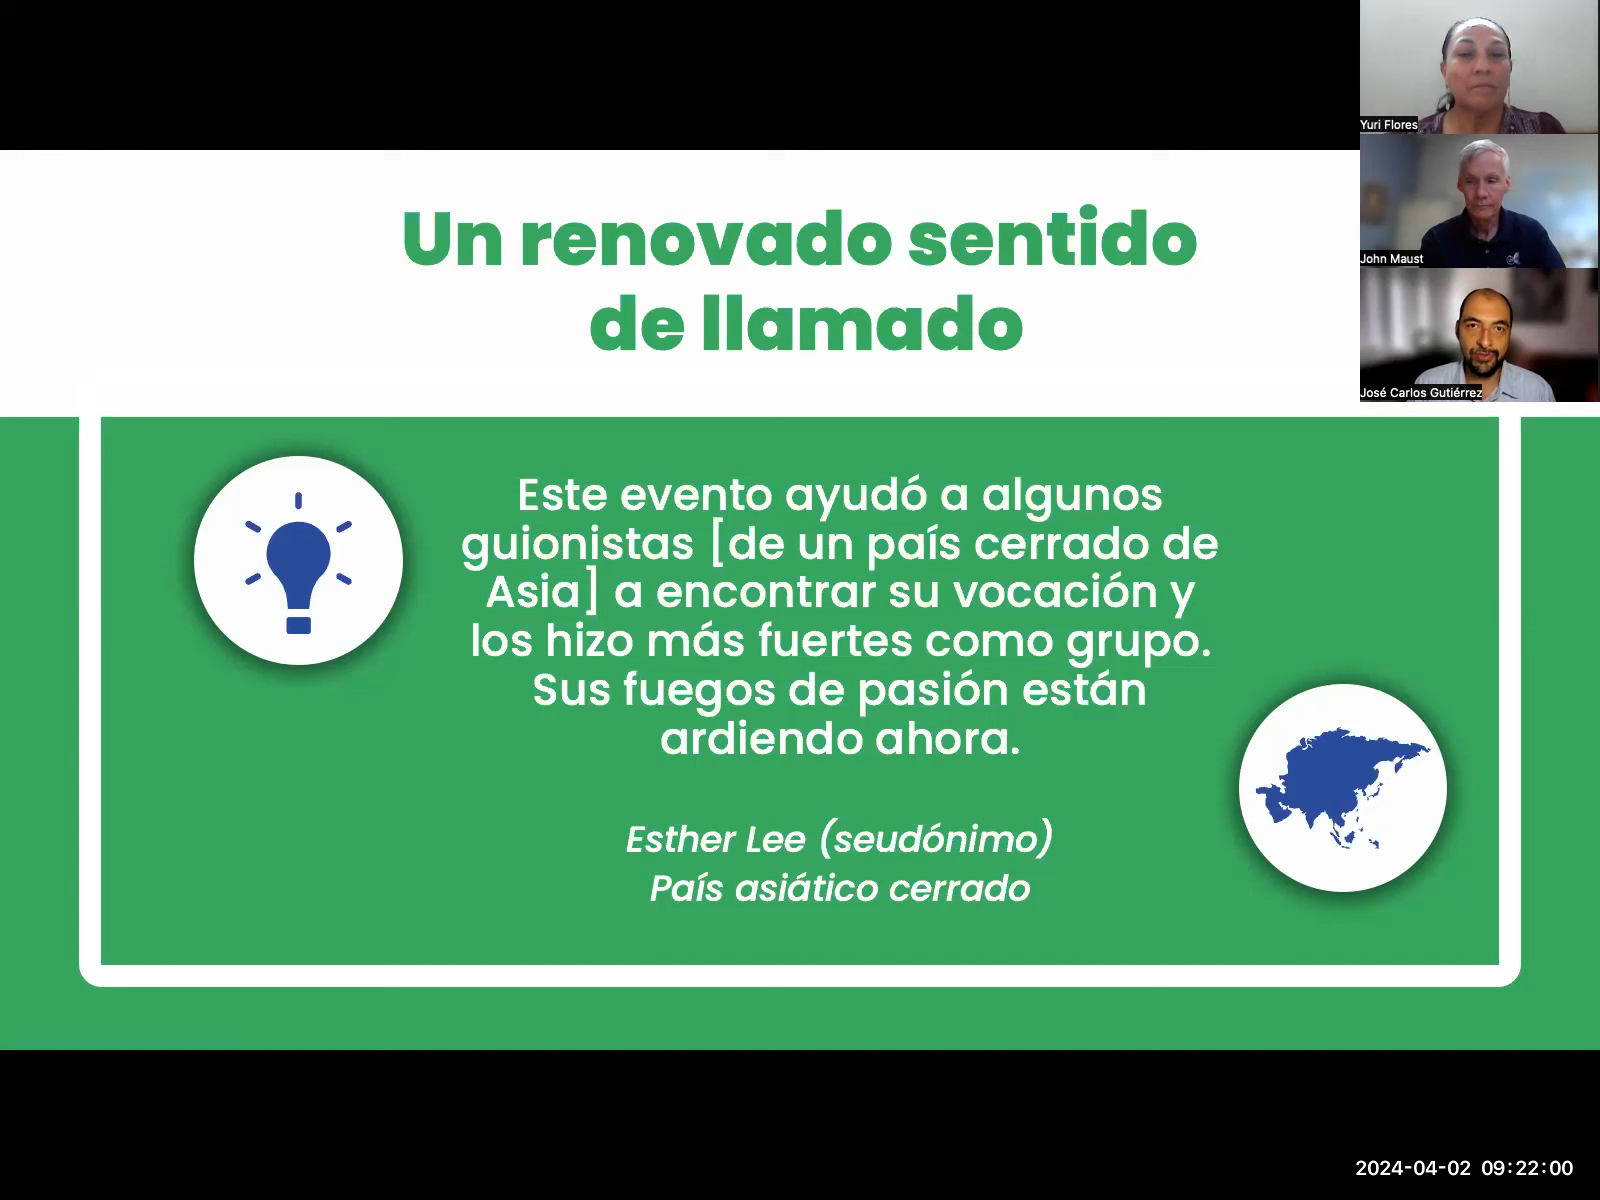 Un renovado sentido
de llamado
Este evento ayudó a algunos
guionistas [de un país cerrado de
Asia] a encontrar su vocación y
los hizo más fuertes como grupo.
Sus fuegos de pasión están
ardiendo ahora.
Esther Lee (seudónimo)
País asiático cerrado
Yuri Flores
John Maust
José Carlos Gutiérrez
2024-04-02 09:22:00